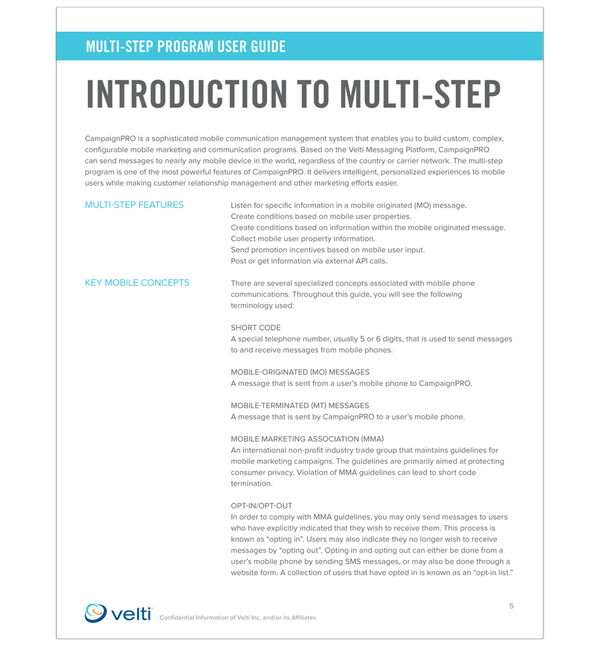 MULTI-STEP PROGRAM USER GUIDE
INTRODUCTION TO MULTI-STEP
CampaignPRO is a sophisticated mobile communication management system that enables you to build custom, complex,
configurable mobile marketing and communication programs. Based on the Velti Messaging Platform, CampaignPRO
can send messages to nearly any mobile device in the world, regardless of the country or carrier network. The multi-step
program is one of the most powerful features of CampaignPRO. It delivers intelligent, personalized experiences to mobile
users while making customer relationship management and other marketing efforts easier.
MULTI-STEP FEATURES
Listen for specific information in a mobile originated (MO) message.
Create conditions based on mobile user properties.
Create conditions based on information within the mobile originated message.
Collect mobile user property information.
Send promotion incentives based on mobile user input.
Post or get information via external API calls.
KEY MOBILE CONCEPTS
There are several specialized concepts associated with mobile phone
communications. Throughout this guide, you will see the following
terminology used:
SHORT CODE
A special telephone number, usually 5 or 6 digits, that is used to send messages
to and receive messages from mobile phones.
MOBILE-ORIGINATED (MO) MESSAGES
A message that is sent from a user's mobile phone to CampaignPRO.
MOBILE-TERMINATED (MT) MESSAGES
A message that is sent by CampaignPRO to a user's mobile phone.
MOBILE MARKETING ASSOCIATION (MMA)
An international non-profit industry trade group that maintains guidelines for
mobile marketing campaigns. The guidelines are primarily aimed at protecting
consumer privacy. Violation of MMA guidelines can lead to short code
termination.
OPT-IN/OPT-OUT
In order to comply with MMA guidelines, you may only send messages to users
who have explicitly indicated that they wish to receive them. This process is
known as “opting in”. Users may also indicate they no longer wish to receive
messages by “opting out”. Opting in and opting out can either be done from a
user's mobile phone by sending SMS messages, or may also be done through a
website form. A collection of users that have opted in is known as an “opt-in list.”
5
velti
Confidential Information of Velti Inc. and/or its Affiliates